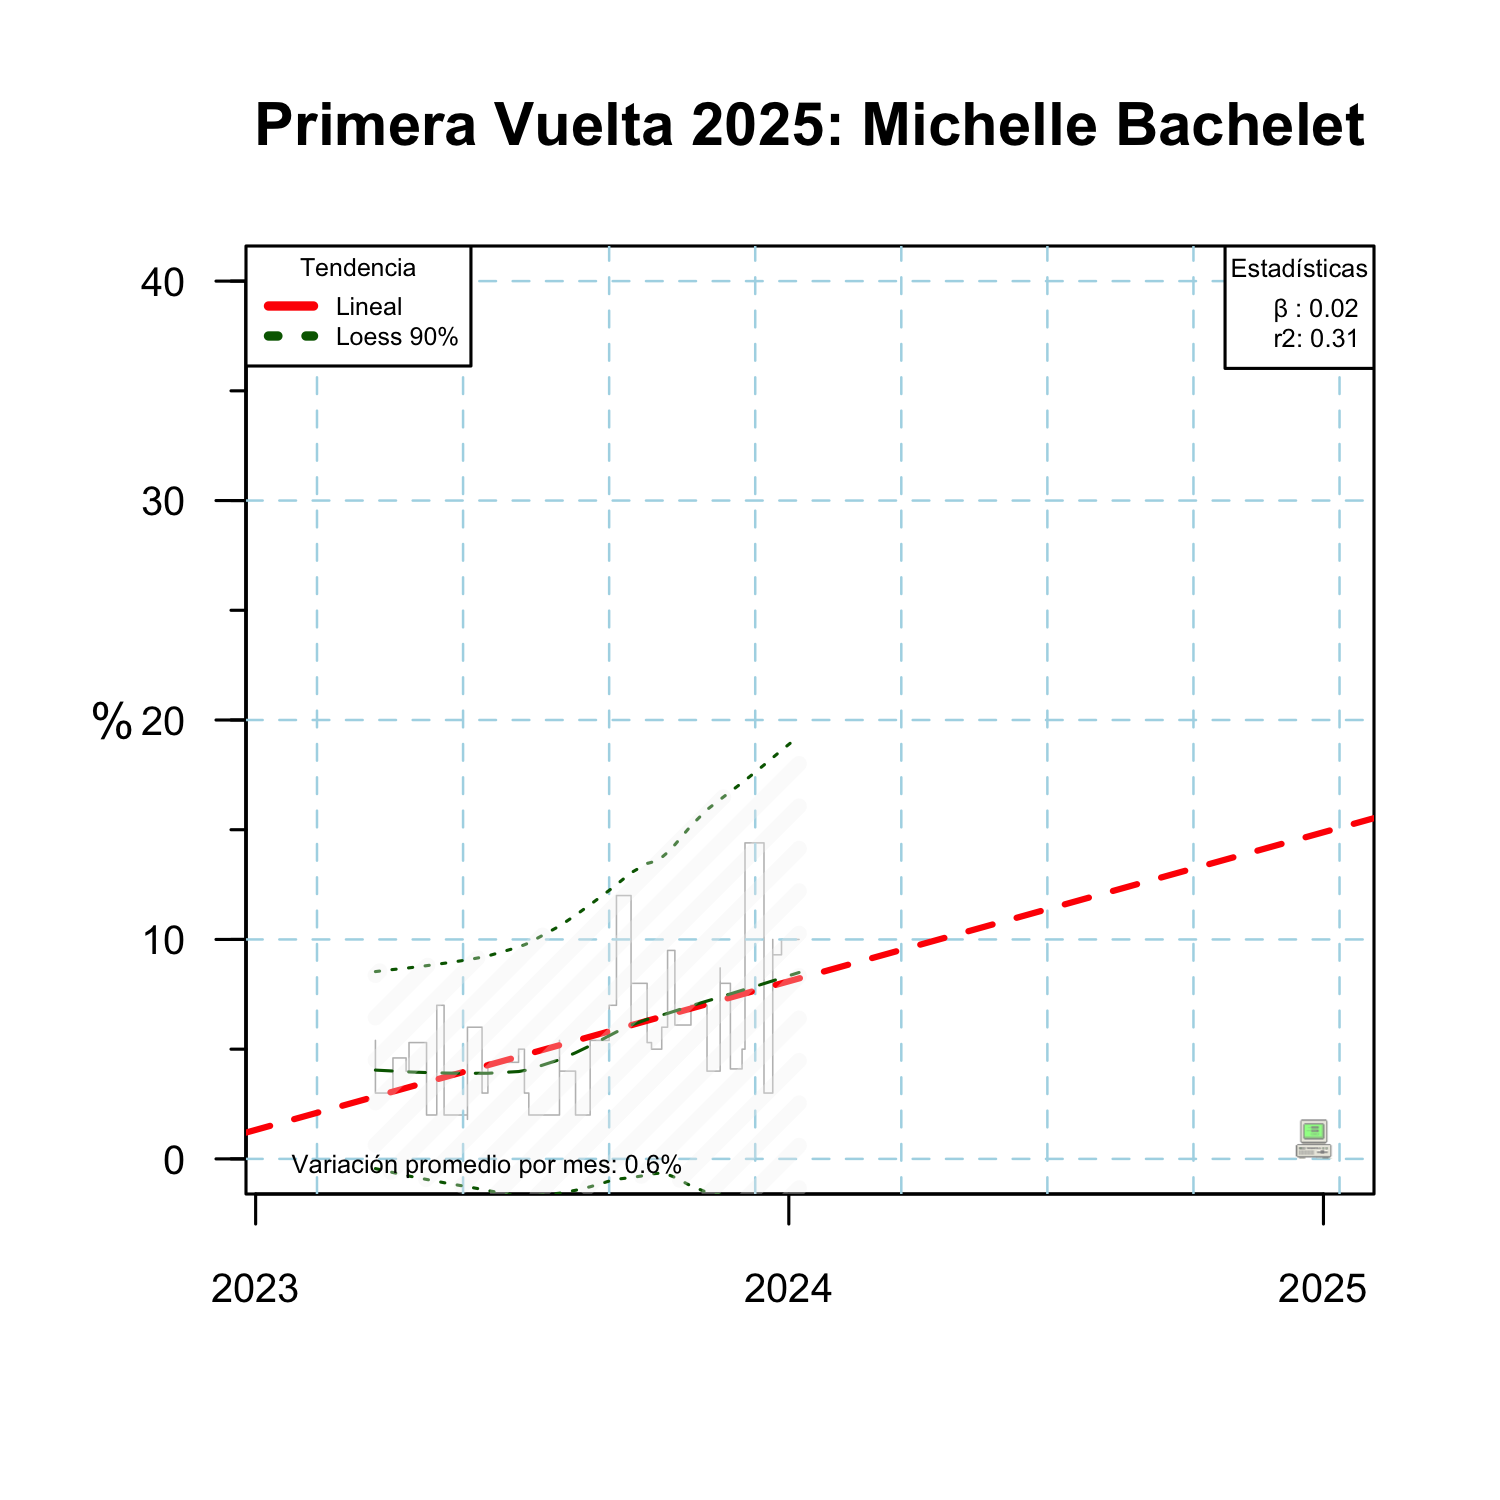 Primera Vuelta 2025: Michelle Bachelet
Tendencia
Lineal
Loess 90%
Estadísticas
β : 0.02
r2: 0.31
40
30
% 20
10
0
Variación promedio por mes: 0.6%
2023 2024 2025